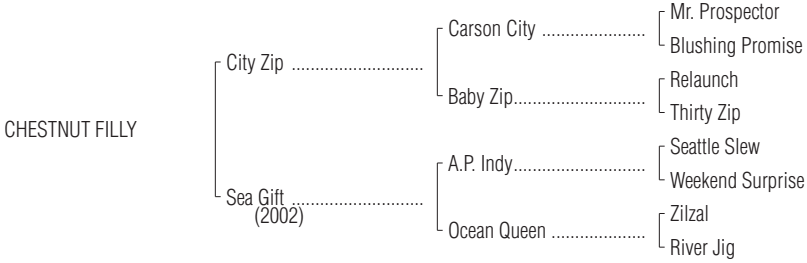 Mr. Prospector
Carson City ......................
Blushing Promise
City Zip ............................
Relaunch
Baby Zip............................
Thirty Zip
CHESTNUT FILLY
Seattle Slew
A.P. Indy............................
Weekend Surprise
Sea Gift ............................
(2002)
Zilzal
Ocean Queen ....................
River Jig